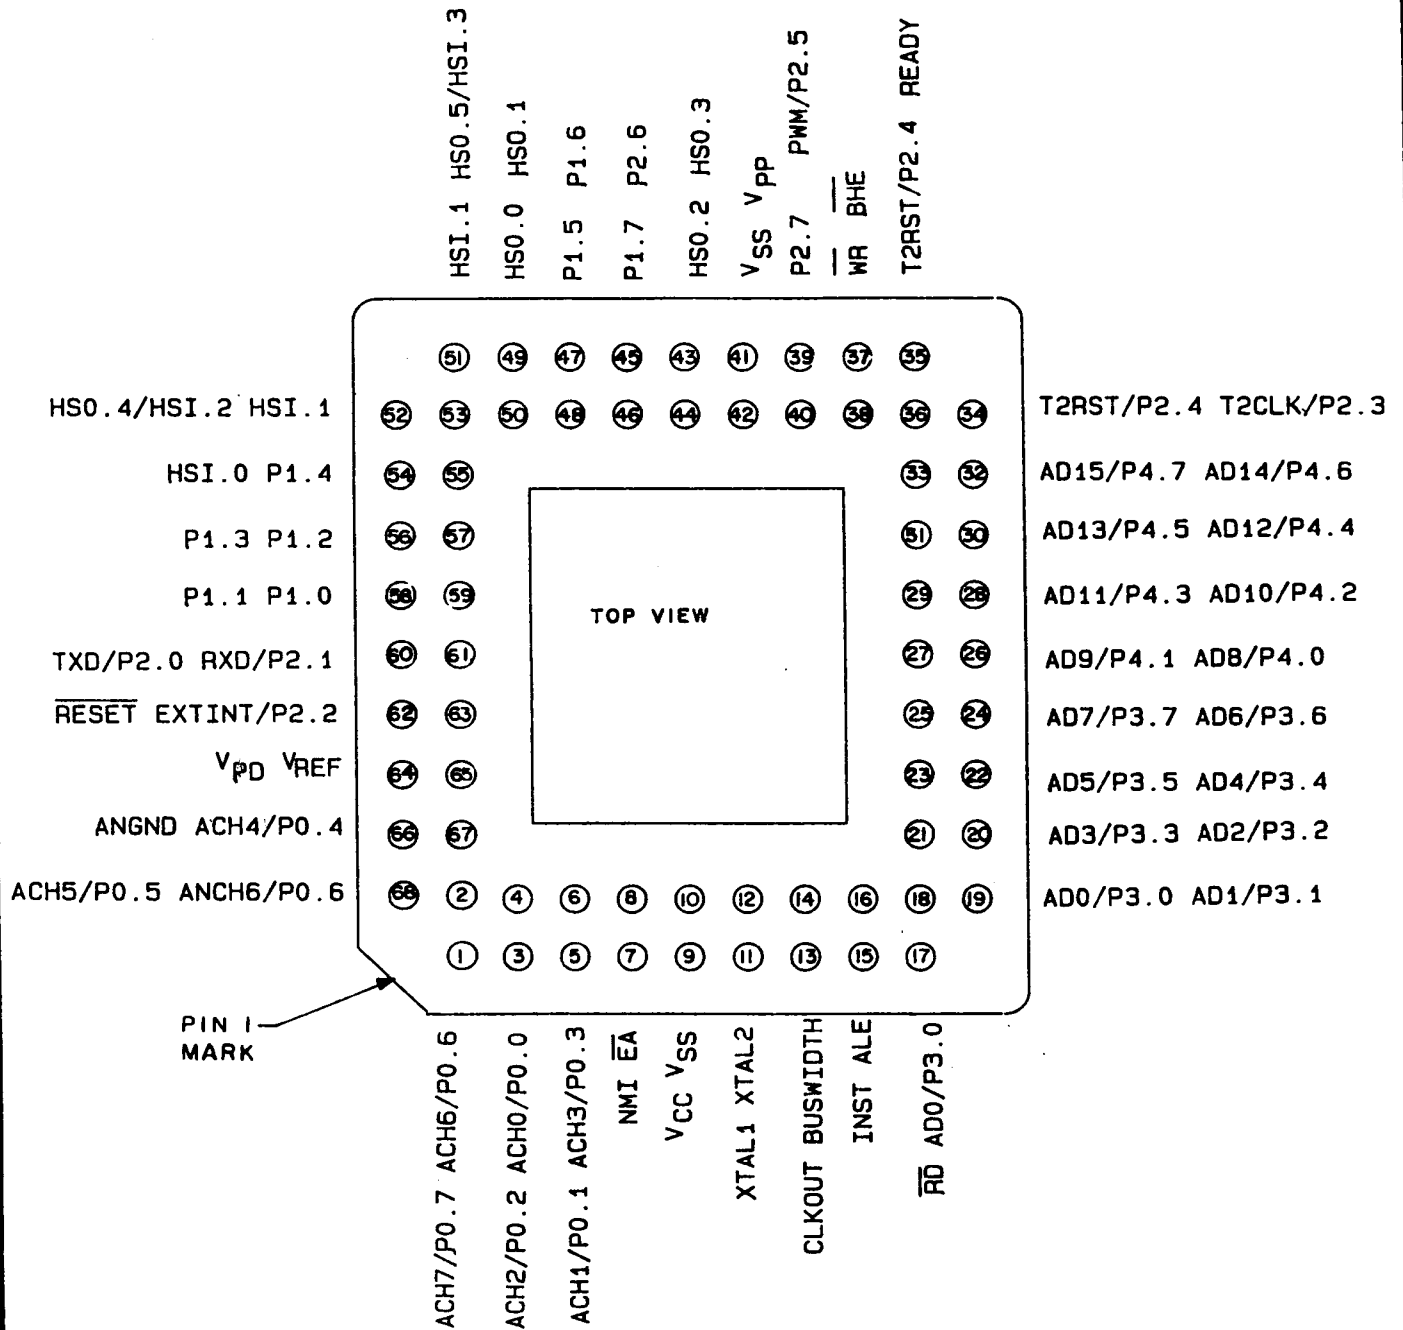 HSI.1 HSO.5/HSI.3
HSO.0 HSO.1
P1.5 P1.6
P1.7 P2.6
HSO.2 HSO.3
VSS VPP
P2.7 PWM/P2.5
WR BHE
T2RST/P2.4 READY
51 49 47 45 43 41 39 37 35
HSO.4/HSI.2 HSI.1 52 53 50 48 46 44 42 40 38 36 34 T2RST/P2.4 T2CLK/P2.3
HSI.0 P1.4 54 55 33 32 AD15/P4.7 AD14/P4.6
P1.3 P1.2 56 57 31 30 AD13/P4.5 AD12/P4.4
P1.1 P1.0 58 59 29 28 AD11/P4.3 AD10/P4.2
TOP VIEW
TXD/P2.0 RXD/P2.1 60 61 27 26 AD9/P4.1 AD8/P4.0
RESET EXTINT/P2.2 62 63 25 24 AD7/P3.7 AD6/P3.6
VPD VREF 64 65 23 22 AD5/P3.5 AD4/P3.4
ANGND ACH4/P0.4 66 67 21 20 AD3/P3.3 AD2/P3.2
ACH5/P0.5 ANCH6/P0.6 68 2 4 6 8 10 12 14 16 18 19 AD0/P3.0 AD1/P3.1
1 3 5 7 9 11 13 15 17
PIN 1
MARK
ACH7/P0.7 ACH6/P0.6
ACH2/P0.2 ACH0/P0.0
ACH1/P0.1 ACH3/P0.3
NMI EA
VCC VSS
XTAL1 XTAL2
CLKOUT BUSWIDTH
INST ALE
RD AD0/P3.0